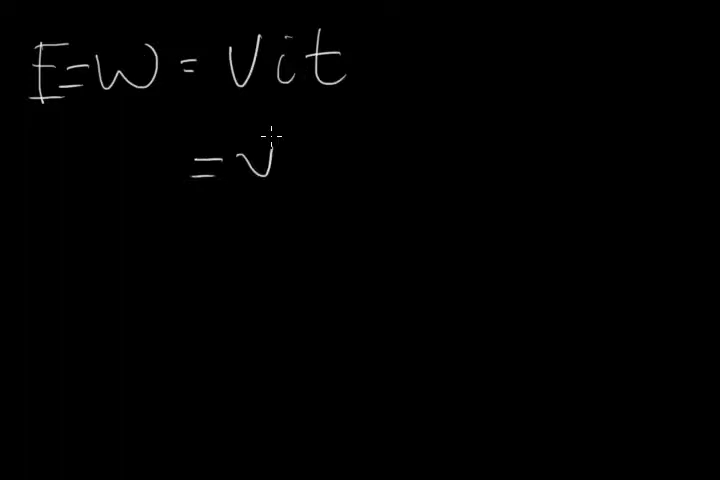 E = W = Vit
= V